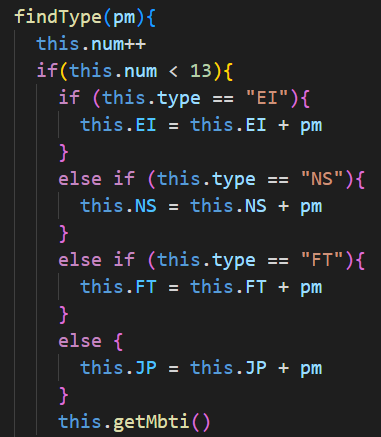 findType(pm){
this.num++
if(this.num < 13){
if (this.type == "EI"){
this.EI = this.EI + pm
}
else if (this.type == "NS"){
this.NS = this.NS + pm
}
else if (this.type == "FT"){
this.FT = this.FT + pm
}
else {
this.JP = this.JP + pm
}
this.getMbti()